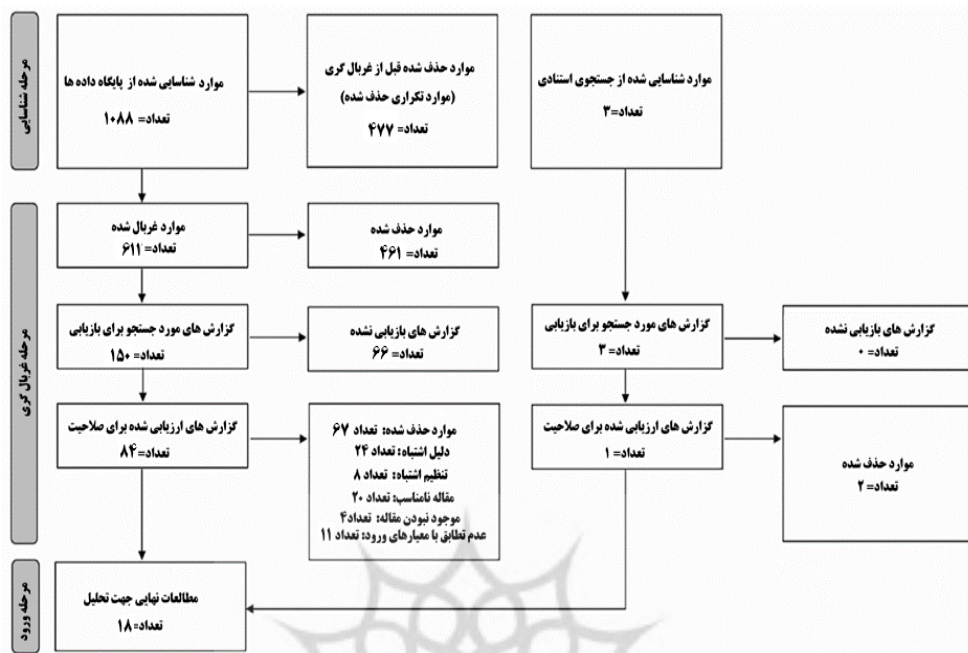 مرحله شناسایی
موارد شناسایی شده از پایگاه داده ها
تعداد= ۱۰۸۸
موارد حذف شده قبل از غربال گری
(موارد تکراری حذف شده)
تعداد= ۴۷۷
موارد شناسایی شده از جستجوی استنادی
تعداد=۳
مرحله غربال گری
موارد غربال شده
تعداد= ۶۱۱
موارد حذف شده
تعداد= ۴۶۱
گزارش های مورد جستجو برای بازیابی
تعداد= ۱۵۰
گزارش های بازیابی نشده
تعداد= ۶۶
گزارش های مورد جستجو برای بازیابی
تعداد= ۳
گزارش های بازیابی نشده
تعداد= ۰
گزارش های ارزیابی شده برای صلاحیت
تعداد= ۸۴
موارد حذف شده: تعداد ۶۷
دلیل اشتباه: تعداد ۲۴
تنظیم اشتباه: تعداد ۸
مقاله نامناسب: تعداد ۲۰
موجود نبودن مقاله: تعداد۴
عدم تطابق با معیارهای ورود: تعداد ۱۱
گزارش های ارزیابی شده برای صلاحیت
تعداد= ۱
موارد حذف شده
تعداد= ۲
مرحله ورود
مطالعات نهایی جهت تحلیل
تعداد= ۱۸